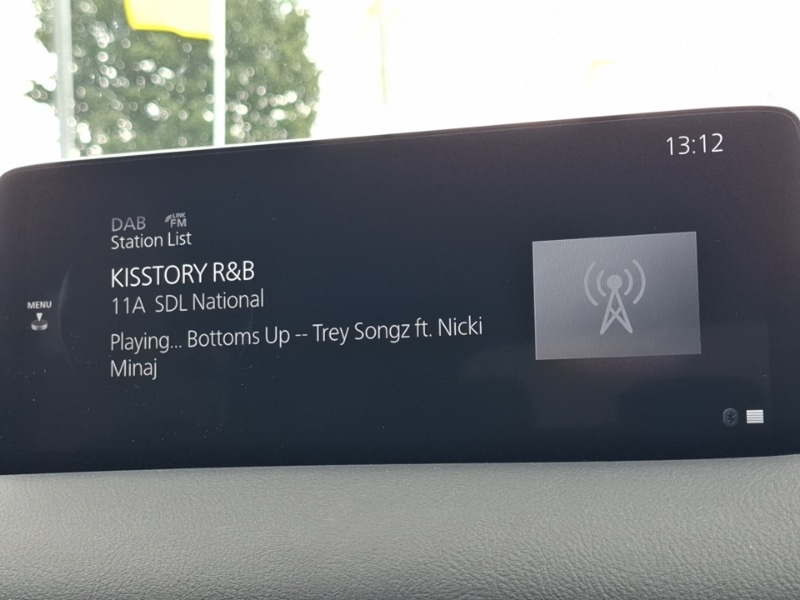 13:12
DAB LINK FM
Station List
KISSTORY R&B
11A SDL National
MENU
Playing... Bottoms Up -- Trey Songz ft. Nicki
Minaj